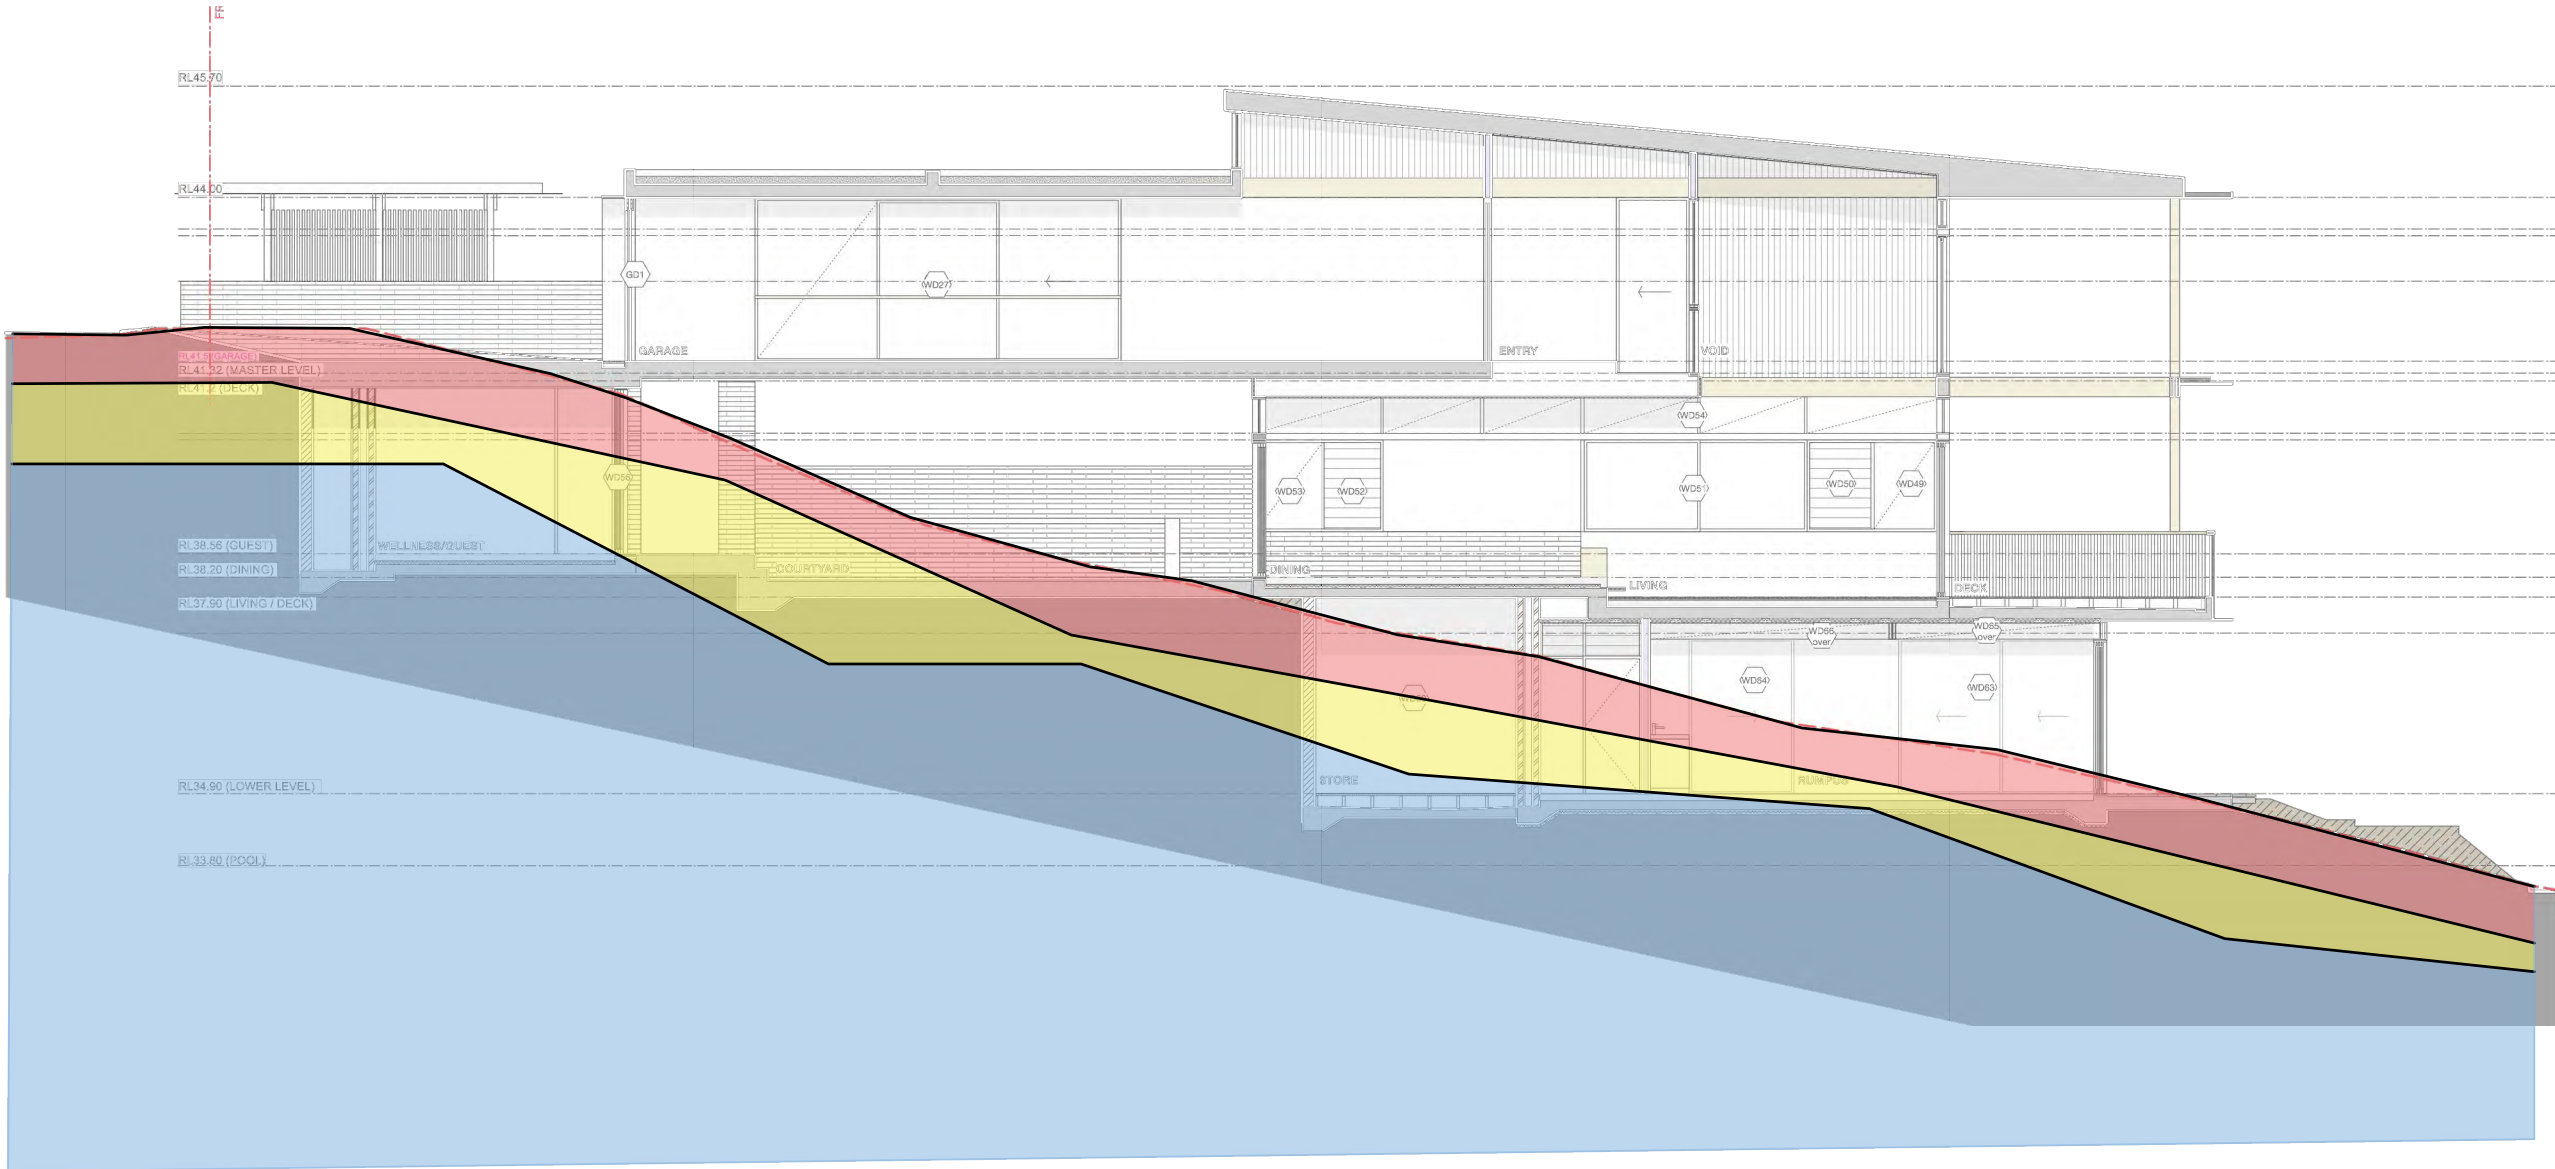 RL45.70
RL44.00
GD1
WD27
GARAGE
ENTRY
VOID
RL41.5 (GARAGE)
RL41.32 (MASTER LEVEL)
RL41.2 (DECK)
WD54
WD56
WD53
WD52
WD51
WD50
WD49
RL38.56 (GUEST)
WELLNESS/GUEST
RL38.20 (DINING)
COURTYARD
DINING
LIVING
DECK
RL37.90 (LIVING / DECK)
WD66
over
WD65
over
WD64
WD63
RL34.90 (LOWER LEVEL)
STORE
RUMPUS
RL33.80 (POOL)